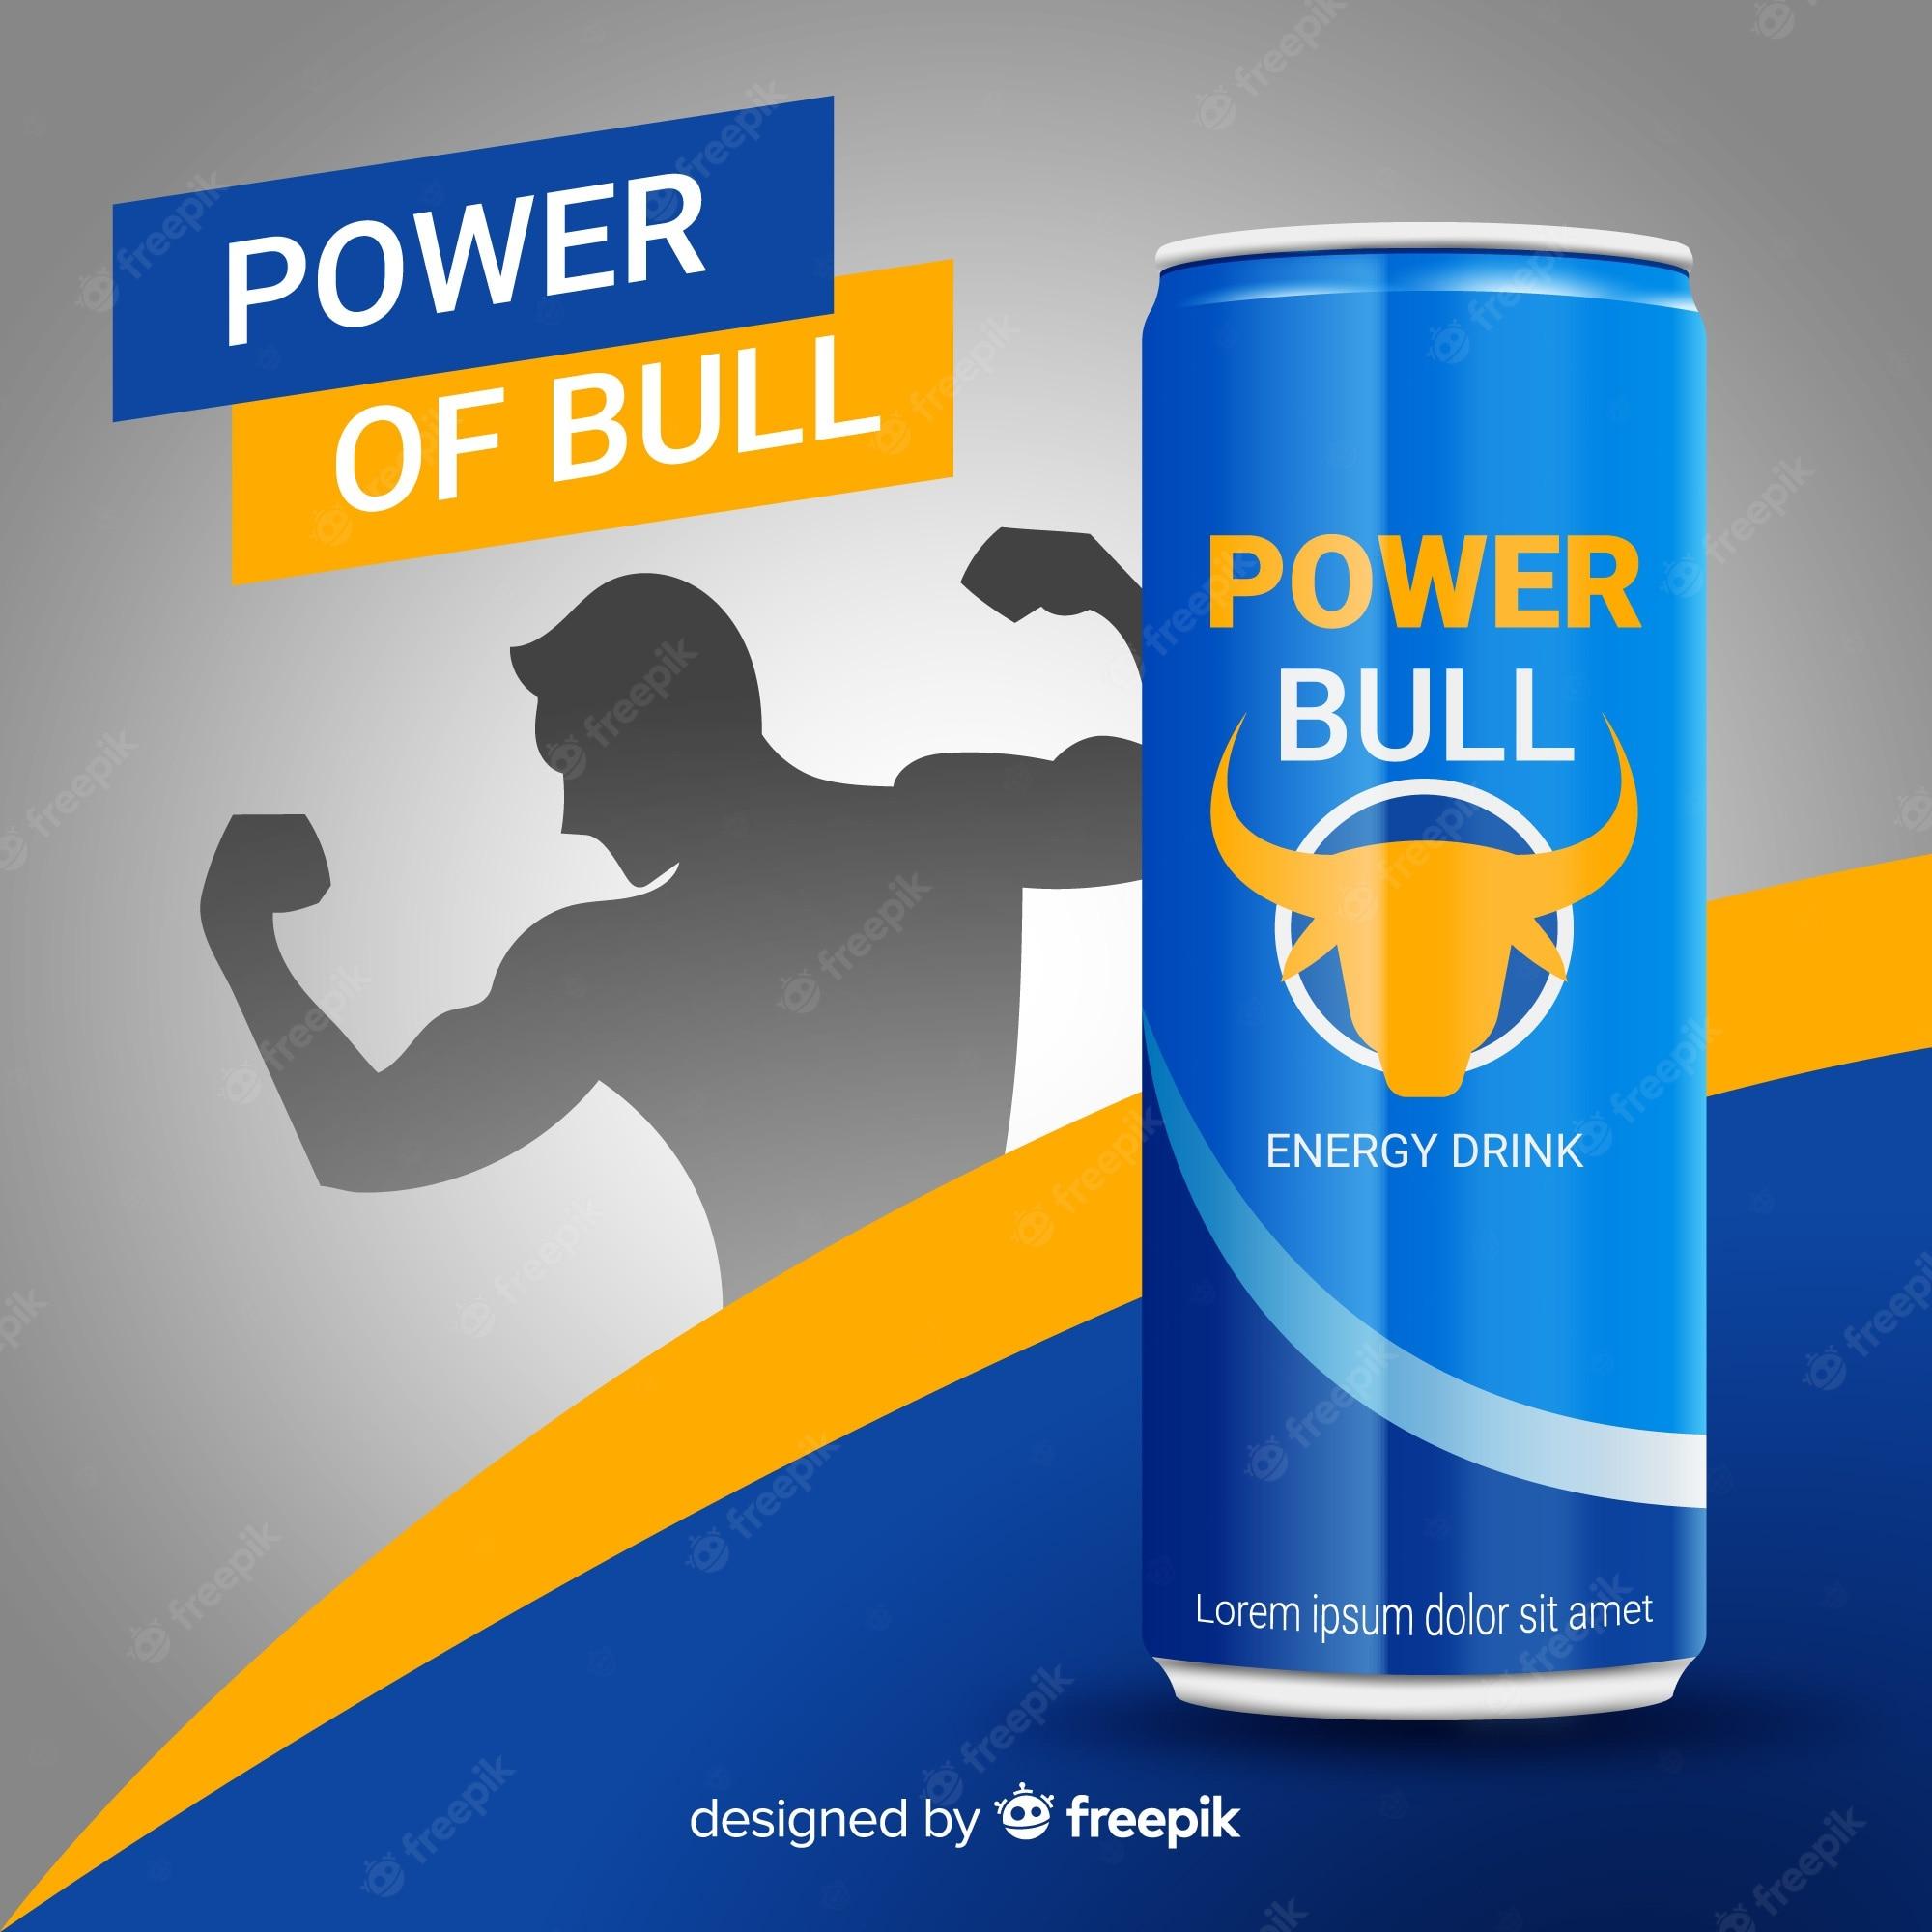 POWER
OF BULL
POWER
BULL
ENERGY DRINK
Lorem ipsum dolor sit amet
designed by freepik